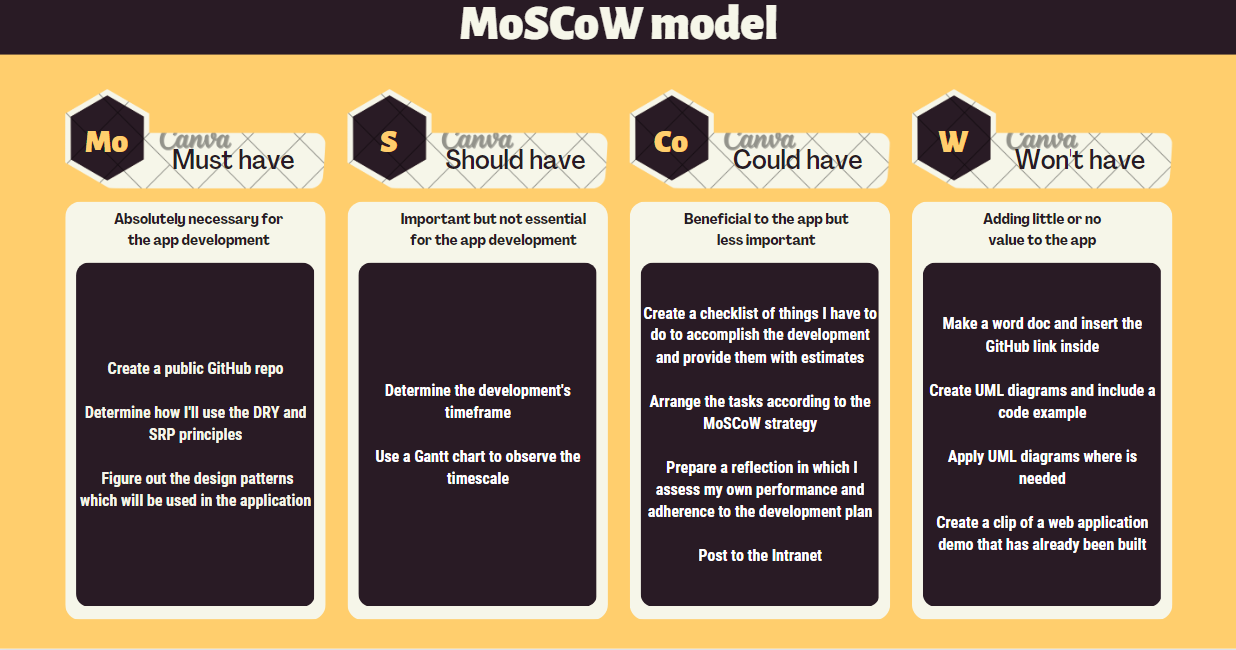 MoSCoW model
Mo
Canva
Must have
Absolutely necessary for
the app development
Create a public GitHub repo
Determine how I'll use the DRY and
SRP principles
Figure out the design patterns
which will be used in the application
S
Canva
Should have
Important but not essential
for the app development
Determine the development's
timeframe
Use a Gantt chart to observe the
timescale
Co
Canva
Could have
Beneficial to the app but
less important
Create a checklist of things I have to
do to accomplish the development
and provide them with estimates
Arrange the tasks according to the
MoSCoW strategy
Prepare a reflection in which I
assess my own performance and
adherence to the development plan
Post to the Intranet
W
Canva
Won't have
Adding little or no
value to the app
Make a word doc and insert the
GitHub link inside
Create UML diagrams and include a
code example
Apply UML diagrams where is
needed
Create a clip of a web application
demo that has already been built